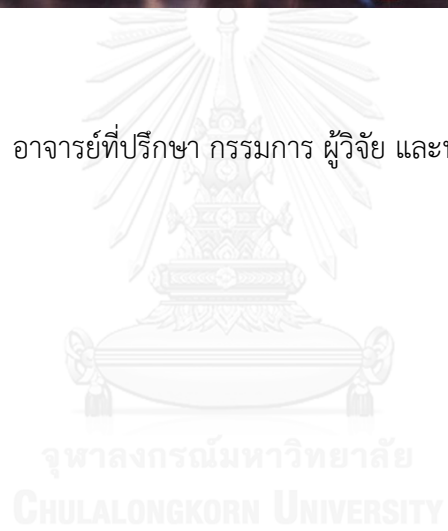 อาจารย์ที่ปรึกษา กรรมการ ผู้วิจัย และ
จุฬาลงกรณ์มหาวิทยาลัย
CHULALONGKORN UNIVERSITY